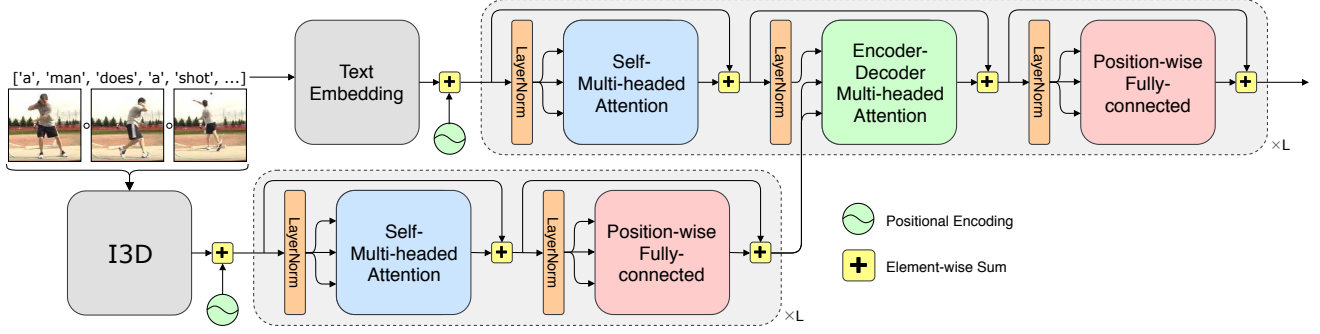 ['a', 'man', 'does', 'a', 'shot', ...]
Text
Embedding
LayerNorm
Self-
Multi-headed
Attention
LayerNorm
Encoder-
Decoder
Multi-headed
Attention
LayerNorm
Position-wise
Fully-
connected
×L
I3D
LayerNorm
Self-
Multi-headed
Attention
LayerNorm
Position-wise
Fully-
connected
×L
Positional Encoding
Element-wise Sum